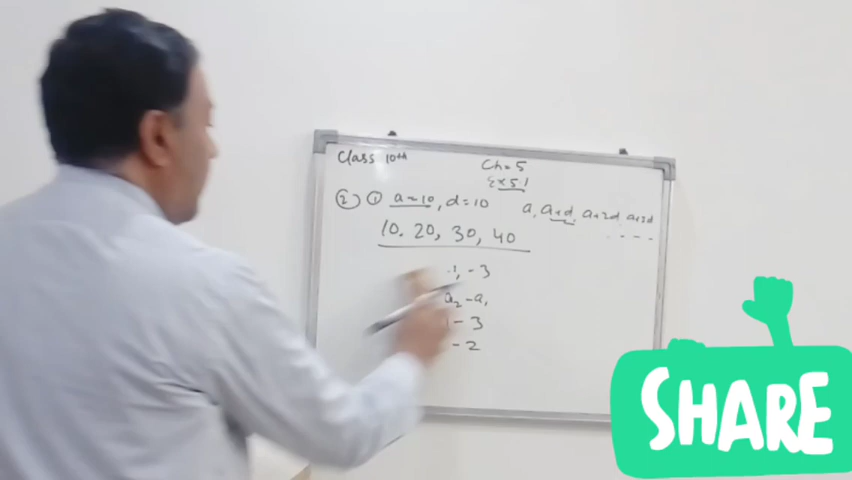 Class 10th
Ch = 5
Ex 5.1
② ① a = 10, d = 10
a, a+d, a+2d, a+3d
- - - -
10, 20, 30, 40
-1, -3
a₂ - a₁
- 3
- 2
SHARE